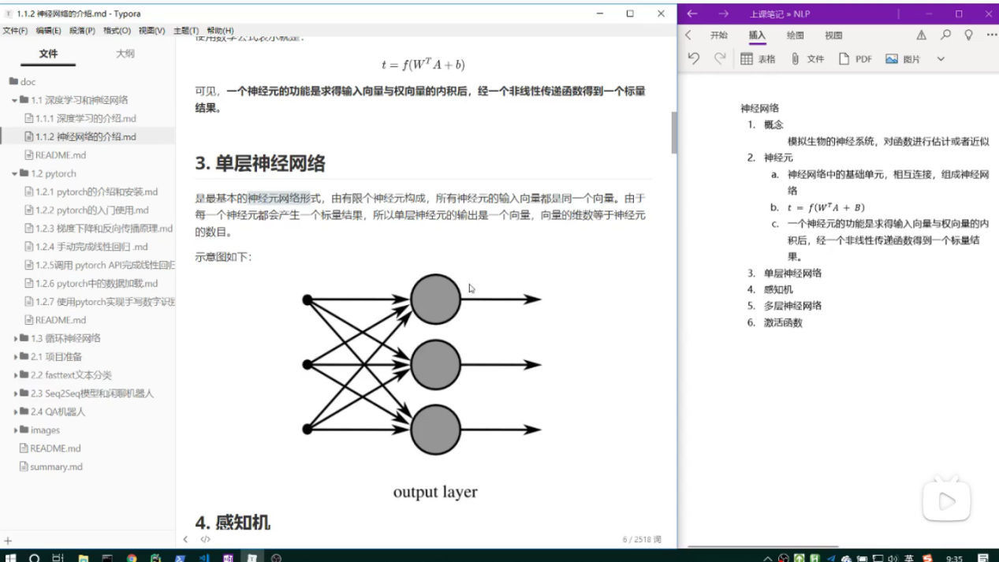 1.1.2 神经网络的介绍.md - Typora
文件(F) 编辑(E) 段落(P) 格式(O) 视图(V) 主题(T) 帮助(H)
文件 大纲
doc
1.1 深度学习和神经网络
1.1.1 深度学习的介绍.md
1.1.2 神经网络的介绍.md
README.md
1.2 pytorch
1.2.1 pytorch的介绍和安装.md
1.2.2 pytorch的入门使用.md
1.2.3 梯度下降和反向传播原理.md
1.2.4 手动完成线性回归 .md
1.2.5调用 pytorch API完成线性回归
1.2.6 pytorch中的数据加载.md
1.2.7 使用pytorch实现手写数字识别
README.md
1.3 循环神经网络
2.1 项目准备
2.2 fasttext文本分类
2.3 Seq2Seq模型和闲聊机器人
2.4 QA机器人
images
README.md
summary.md
使用数学公式表示就是：
t = f(W^T A + b)
可见，一个神经元的功能是求得输入向量与权向量的内积后，经一个非线性传递函数得到一个标量
结果。
3. 单层神经网络
是最基本的神经元网络形式，由有限个神经元构成，所有神经元的输入向量都是同一个向量。由于
每一个神经元都会产生一个标量结果，所以单层神经元的输出是一个向量，向量的维数等于神经元
的数目。
示意图如下：
output layer
4. 感知机
6 / 2518 词
上课笔记 » NLP
开始 插入 绘图 视图
表格 文件 PDF 图片
神经网络
1. 概念
模拟生物的神经系统，对函数进行估计或者近似
2. 神经元
a. 神经网络中的基础单元，相互连接，组成神经网
络
b. t = f(W^T A + B)
c. 一个神经元的功能是求得输入向量与权向量的内
积后，经一个非线性传递函数得到一个标量结
果。
3. 单层神经网络
4. 感知机
5. 多层神经网络
6. 激活函数
英 9:35